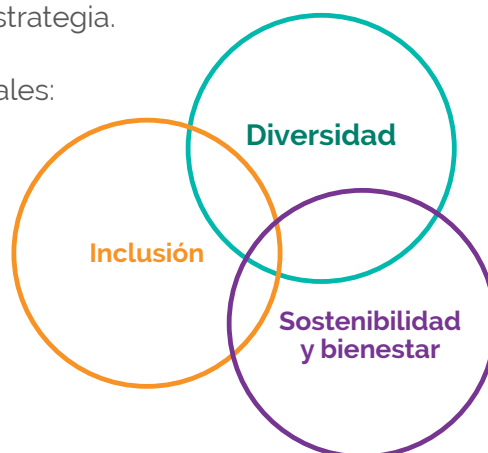 strategia.
ales:
Diversidad
Inclusión
Sostenibilidad
y bienestar